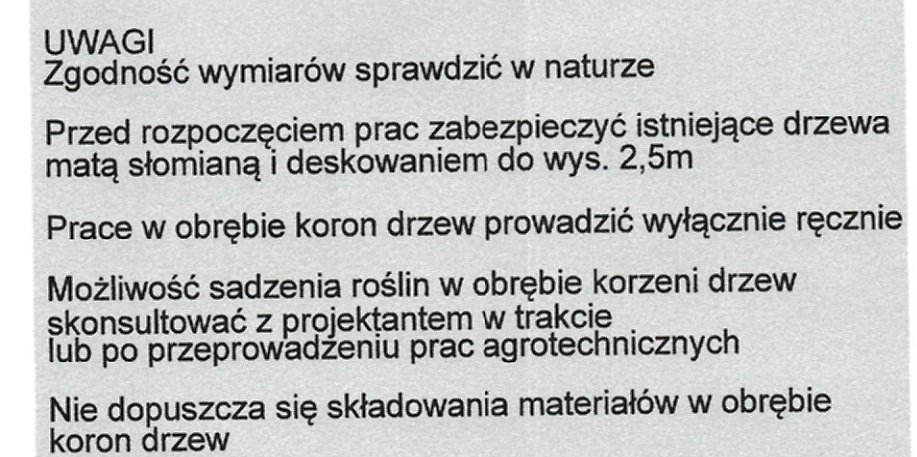 UWAGI
Zgodność wymiarów sprawdzić w naturze
Przed rozpoczęciem prac zabezpieczyć istniejące drzewa
matą słomianą i deskowaniem do wys. 2,5m
Prace w obrębie koron drzew prowadzić wyłącznie ręcznie
Możliwość sadzenia roślin w obrębie korzeni drzew
skonsultować z projektantem w trakcie
lub po przeprowadzeniu prac agrotechnicznych
Nie dopuszcza się składowania materiałów w obrębie
koron drzew